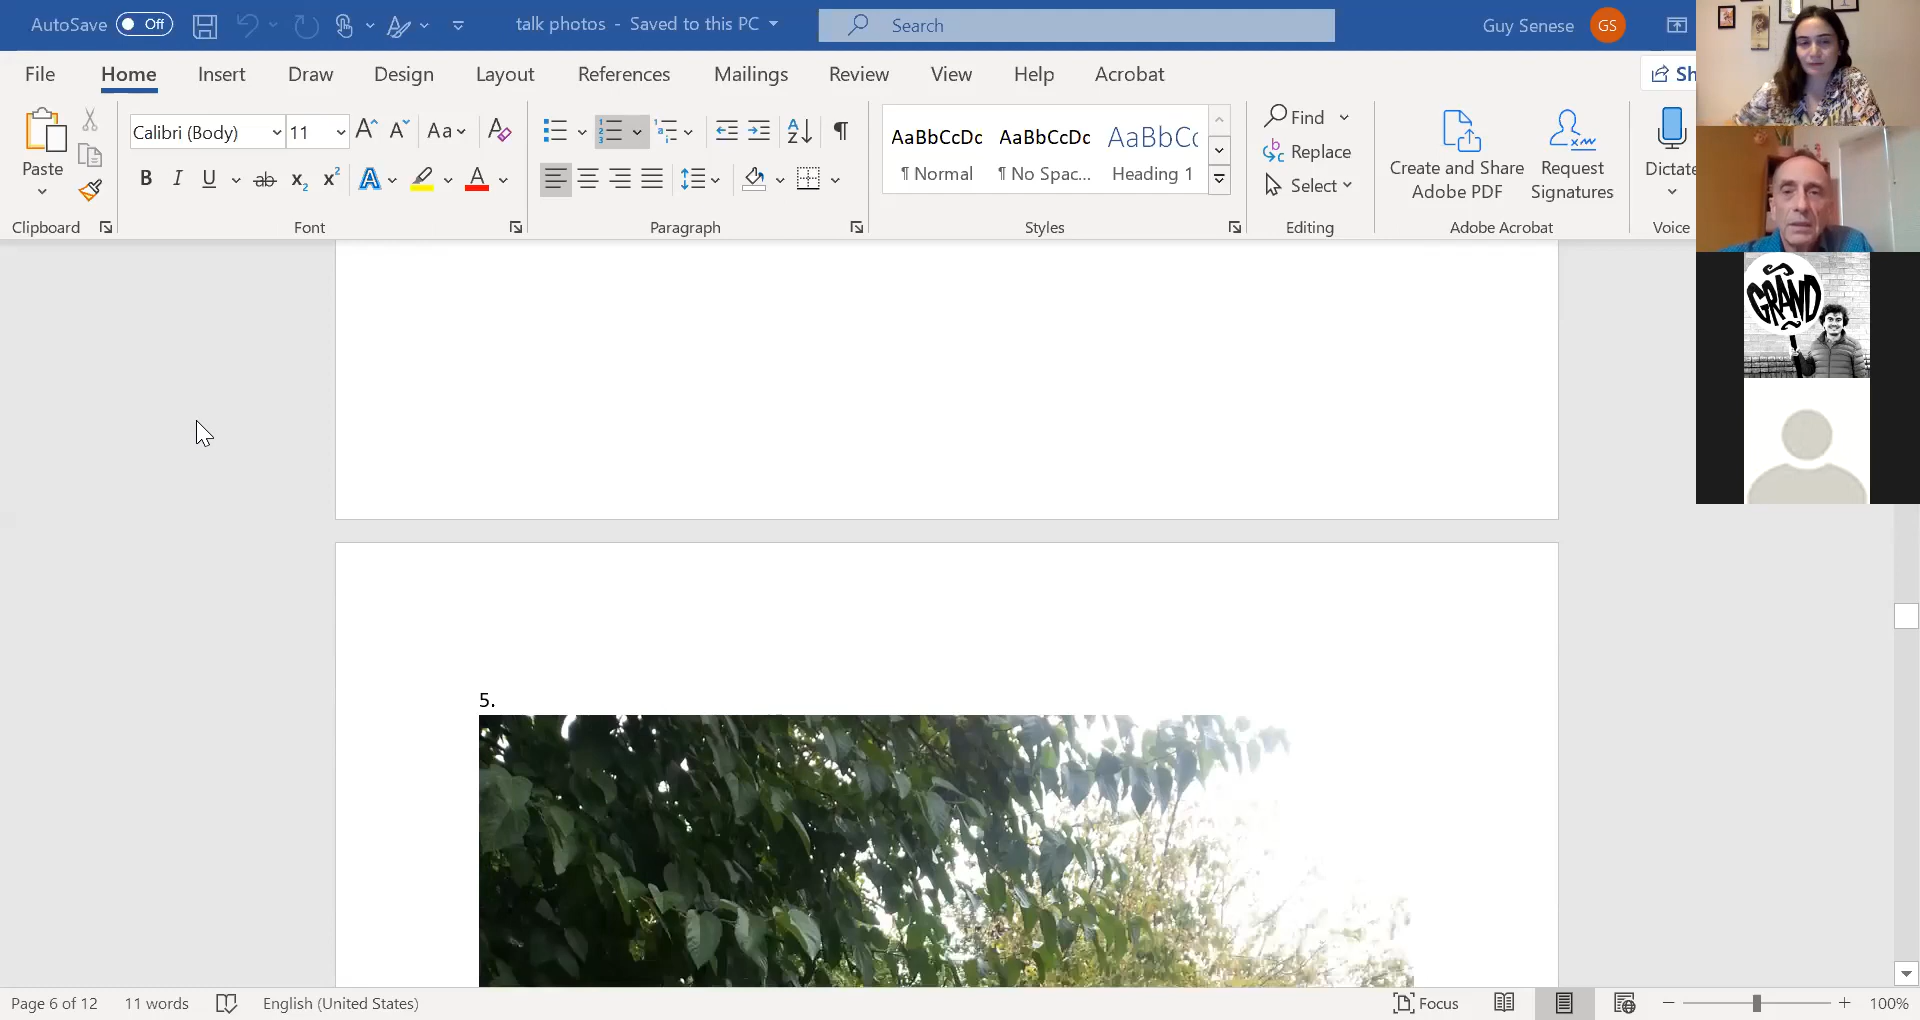 AutoSave Off talk photos - Saved to this PC Search Guy Senese GS
File Home Insert Draw Design Layout References Mailings Review View Help Acrobat Sh
Paste
Calibri (Body) 11
Aa
AaBbCcDc AaBbCcDc AaBbCc
¶ Normal ¶ No Spac... Heading 1
Find
Replace
Select
Create and Share
Adobe PDF
Request
Signatures
Dictate
Clipboard Font Paragraph Styles Editing Adobe Acrobat Voice
GRAND
5.
Page 6 of 12 11 words English (United States) Focus 100%